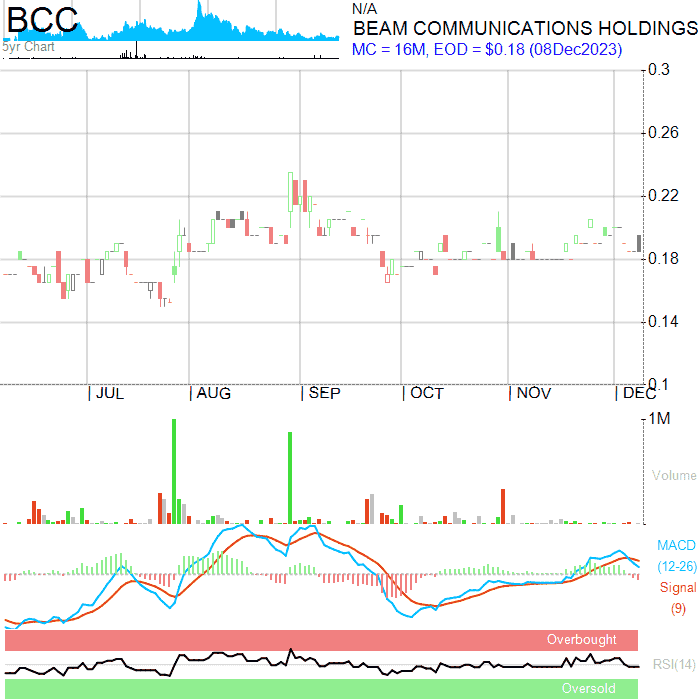 BCC
5yr Chart
N/A
BEAM COMMUNICATIONS HOLDINGS
MC = 16M, EOD = $0.18 (08Dec2023)
0.3
0.26
0.22
0.18
0.14
0.1
| JUL | AUG | SEP | OCT | NOV | DEC
1M
Volume
MACD
(12-26)
Signal
(9)
Overbought
RSI(14)
Oversold